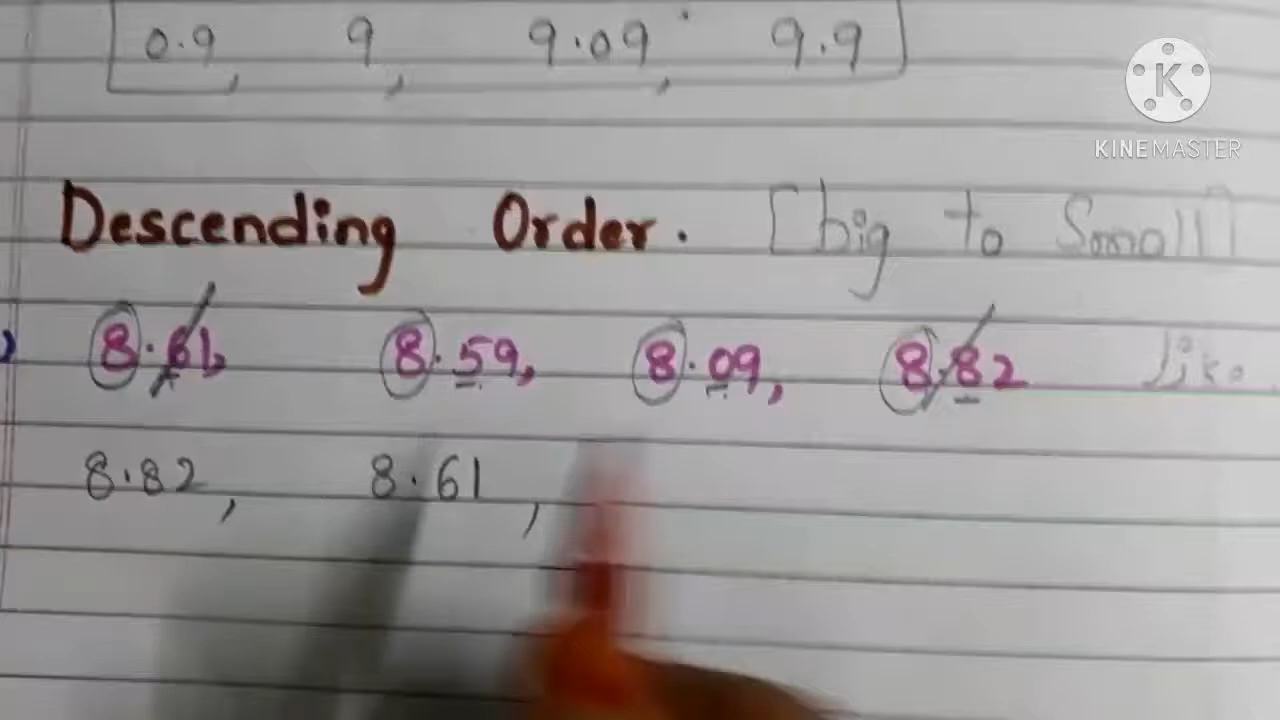 0.9, 9, 9.09, 9.9
KINEMASTER
Descending Order. [big to Small]
8.61, 8.59, 8.09, 8.82 like
8.82, 8.61,